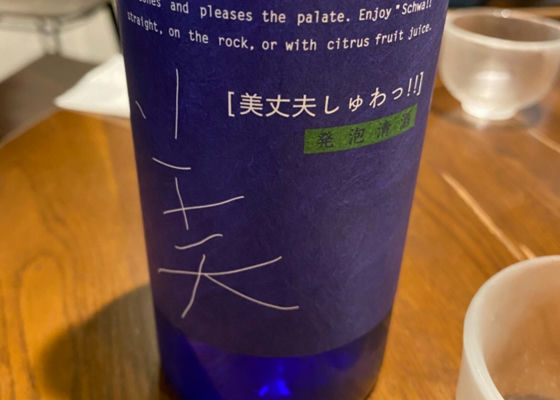 and pleases the palate. Enjoy "Schwa!!
straight, on the rock, or with citrus fruit juice.
[美丈夫しゅわっ!!]
発泡清酒